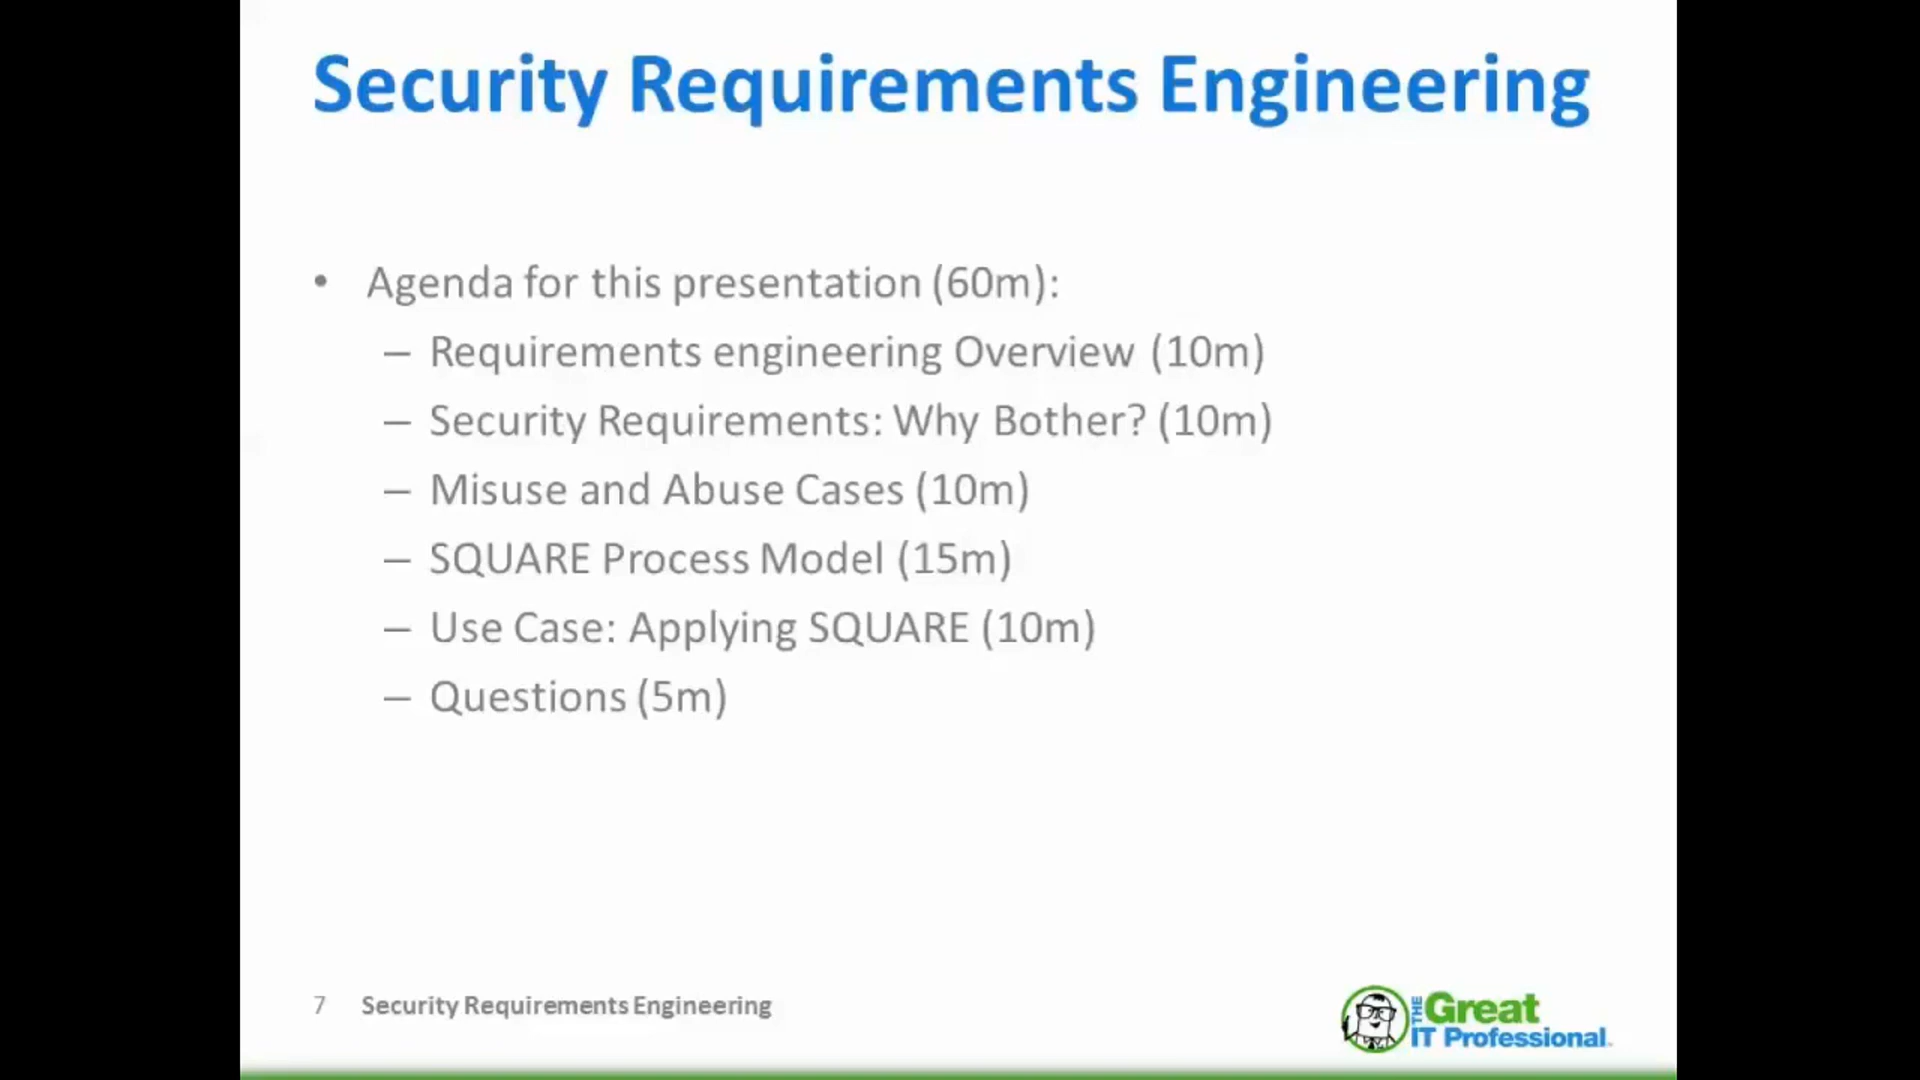 Security Requirements Engineering
• Agenda for this presentation (60m):
– Requirements engineering Overview (10m)
– Security Requirements: Why Bother? (10m)
– Misuse and Abuse Cases (10m)
– SQUARE Process Model (15m)
– Use Case: Applying SQUARE (10m)
– Questions (5m)
7 Security Requirements Engineering
THE Great
IT Professional